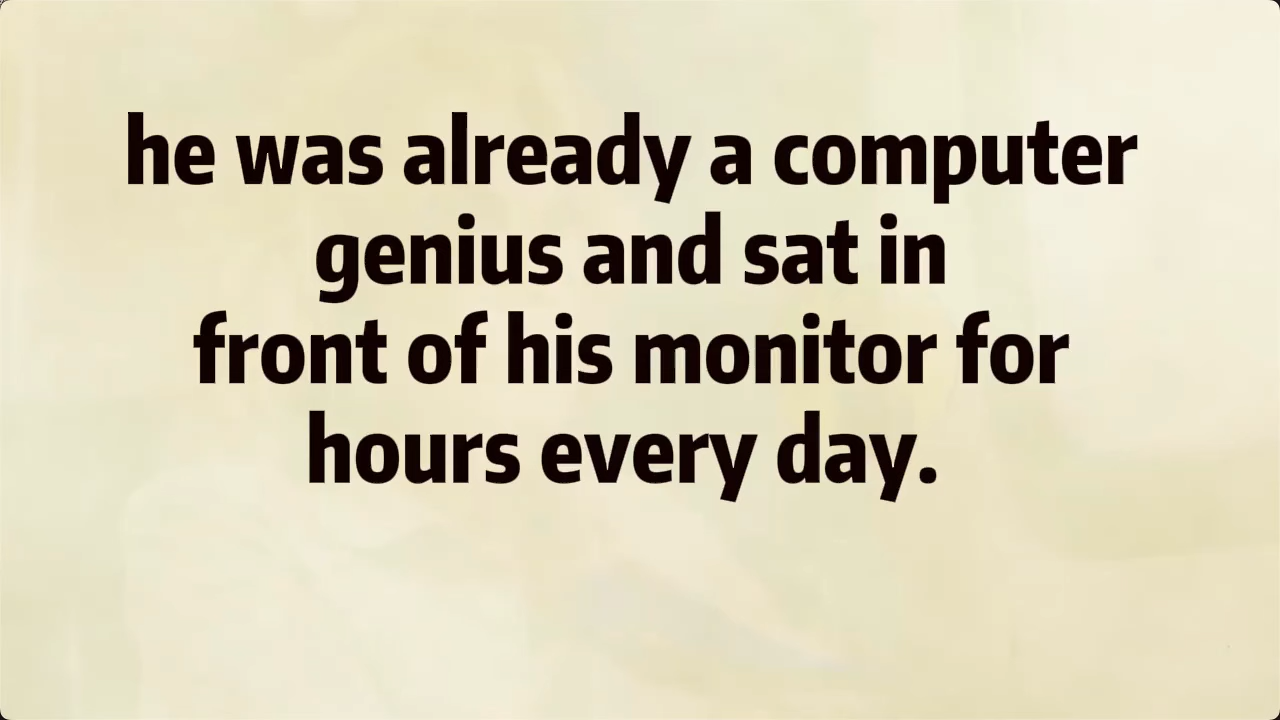 he was already a computer
genius and sat in
front of his monitor for
hours every day.